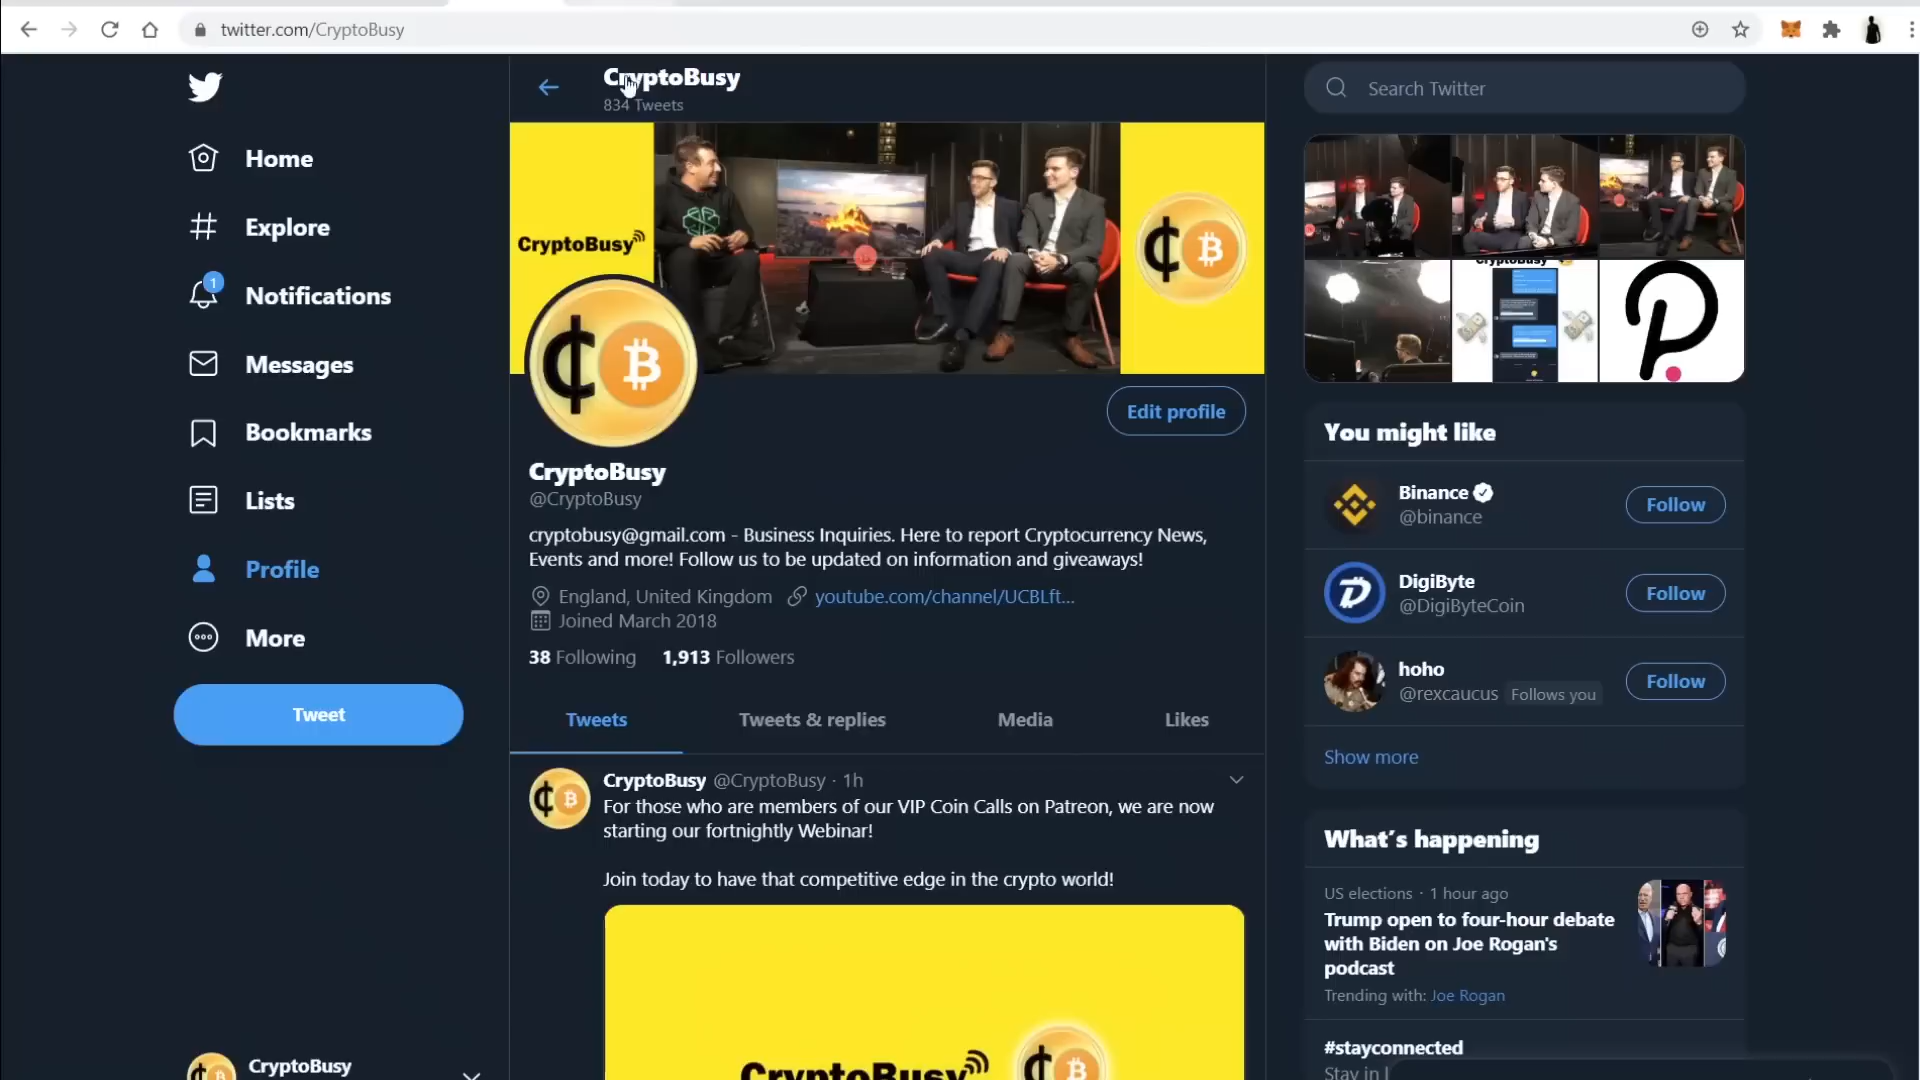 twitter.com/CryptoBusy
CryptoBusy
834 Tweets
Search Twitter
Home
Explore
1
Notifications
Messages
Bookmarks
Lists
Profile
More
Tweet
CryptoBusy
CryptoBusy
Edit profile
CryptoBusy
@CryptoBusy
cryptobusy@gmail.com - Business Inquiries. Here to report Cryptocurrency News,
Events and more! Follow us to be updated on information and giveaways!
England, United Kingdom youtube.com/channel/UCBLft...
Joined March 2018
38 Following 1,913 Followers
Tweets Tweets & replies Media Likes
CryptoBusy @CryptoBusy · 1h
For those who are members of our VIP Coin Calls on Patreon, we are now
starting our fortnightly Webinar!
Join today to have that competitive edge in the crypto world!
CryptoBusy
CryptoBusy
You might like
Binance
@binance
Follow
DigiByte
@DigiByteCoin
Follow
hoho
@rexcaucus Follows you
Follow
Show more
What's happening
US elections · 1 hour ago
Trump open to four-hour debate
with Biden on Joe Rogan's
podcast
Trending with: Joe Rogan
#stayconnected
Stay in